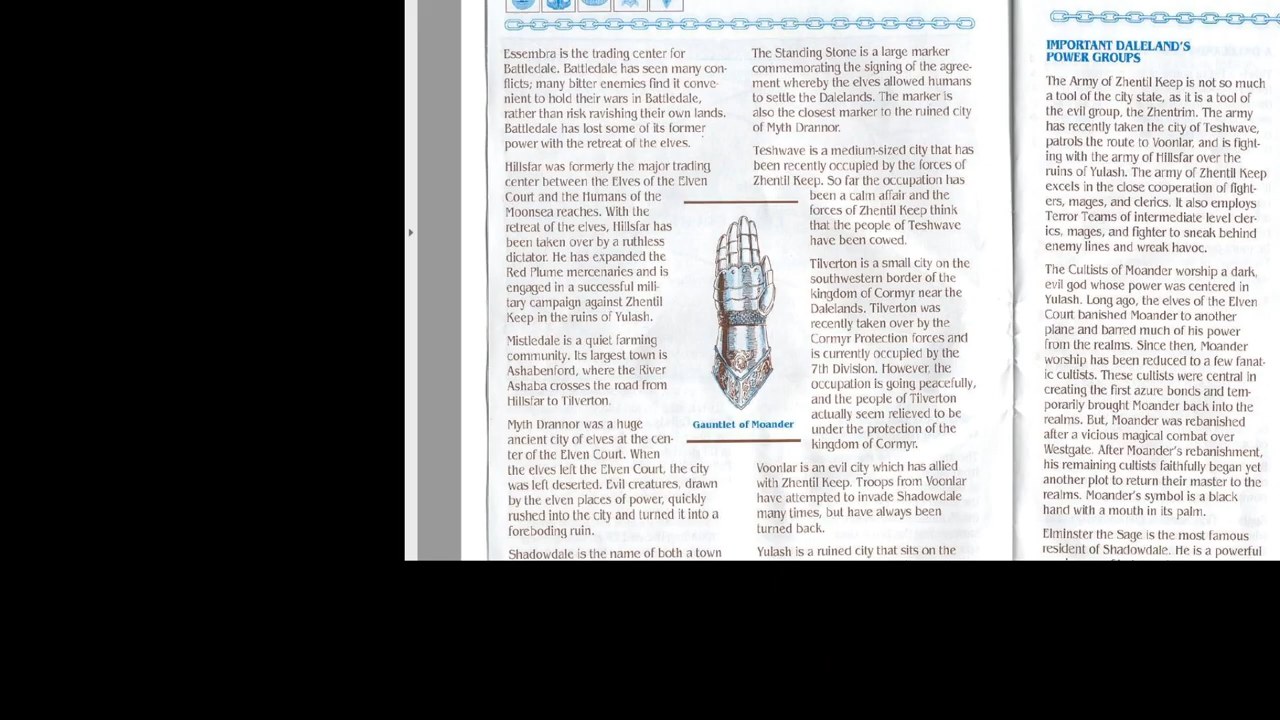 Essembra is the trading center for
Battledale. Battledale has seen many con-
flicts; many bitter enemies find it conve-
nient to hold their wars in Battledale,
rather than risk ravishing their own lands.
Battledale has lost some of its former
power with the retreat of the elves.
Hillsfar was formerly the major trading
center between the Elves of the Elven
Court and the Humans of the
Moonsea reaches. With the
retreat of the elves, Hillsfar has
been taken over by a ruthless
dictator. He has expanded the
Red Plume mercenaries and is
engaged in a successful mili-
tary campaign against Zhentil
Keep in the ruins of Yulash.
Mistledale is a quiet farming
community. Its largest town is
Ashabenford, where the River
Ashaba crosses the road from
Hillsfar to Tilverton.
Myth Drannor was a huge
ancient city of elves at the cen-
ter of the Elven Court. When
the elves left the Elven Court, the city
was left deserted. Evil creatures, drawn
by the elven places of power, quickly
rushed into the city and turned it into a
foreboding ruin.
Shadowdale is the name of both a town
Gauntlet of Moander
The Standing Stone is a large marker
commemorating the signing of the agree-
ment whereby the elves allowed humans
to settle the Dalelands. The marker is
also the closest marker to the ruined city
of Myth Drannor.
Teshwave is a medium-sized city that has
been recently occupied by the forces of
Zhentil Keep. So far the occupation has
been a calm affair and the
forces of Zhentil Keep think
that the people of Teshwave
have been cowed.
Tilverton is a small city on the
southwestern border of the
kingdom of Cormyr near the
Dalelands. Tilverton was
recently taken over by the
Cormyr Protection forces and
is currently occupied by the
7th Division. However, the
occupation is going peacefully,
and the people of Tilverton
actually seem relieved to be
under the protection of the
kingdom of Cormyr.
Voonlar is an evil city which has allied
with Zhentil Keep. Troops from Voonlar
have attempted to invade Shadowdale
many times, but have always been
turned back.
Yulash is a ruined city that sits on the
IMPORTANT DALELAND'S
POWER GROUPS
The Army of Zhentil Keep is not so much
a tool of the city state, as it is a tool of
the evil group, the Zhentrim. The army
has recently taken the city of Teshwave,
patrols the route to Voonlar, and is fight-
ing with the army of Hillsfar over the
ruins of Yulash. The army of Zhentil Keep
excels in the close cooperation of fight-
ers, mages, and clerics. It also employs
Terror Teams of intermediate level cler-
ics, mages, and fighter to sneak behind
enemy lines and wreak havoc.
The Cultists of Moander worship a dark,
evil god whose power was centered in
Yulash. Long ago, the elves of the Elven
Court banished Moander to another
plane and barred much of his power
from the realms. Since then, Moander
worship has been reduced to a few fanat-
ic cultists. These cultists were central in
creating the first azure bonds and tem-
porarily brought Moander back into the
realms. But, Moander was rebanished
after a vicious magical combat over
Westgate. After Moander's rebanishment,
his remaining cultists faithfully began yet
another plot to return their master to the
realms. Moander's symbol is a black
hand with a mouth in its palm.
Elminster the Sage is the most famous
resident of Shadowdale. He is a powerful